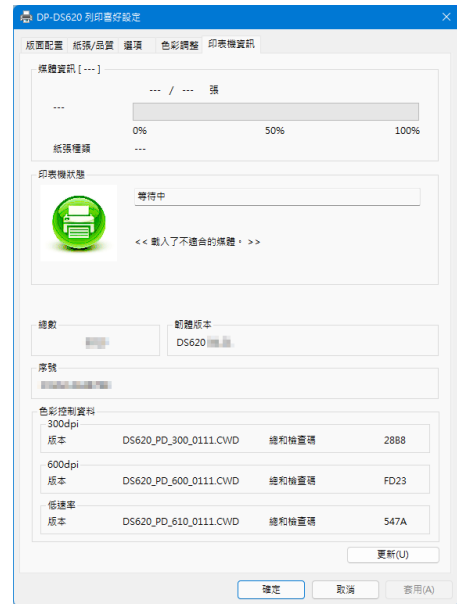 DP-DS620 列印喜好設定
版面配置 紙張/品質 選項 色彩調整 印表機資訊
媒體資訊 [ --- ]
--- / --- 張
---
0% 50% 100%
紙張種類 ---
印表機狀態
等待中
<< 載入了不適合的媒體。 >>
總數 韌體版本
DS620
序號
色彩控制資料
300dpi
版本 DS620_PD_300_0111.CWD 總和檢查碼 28B8
600dpi
版本 DS620_PD_600_0111.CWD 總和檢查碼 FD23
低速率
版本 DS620_PD_610_0111.CWD 總和檢查碼 547A
更新(U)
確定 取消 套用(A)